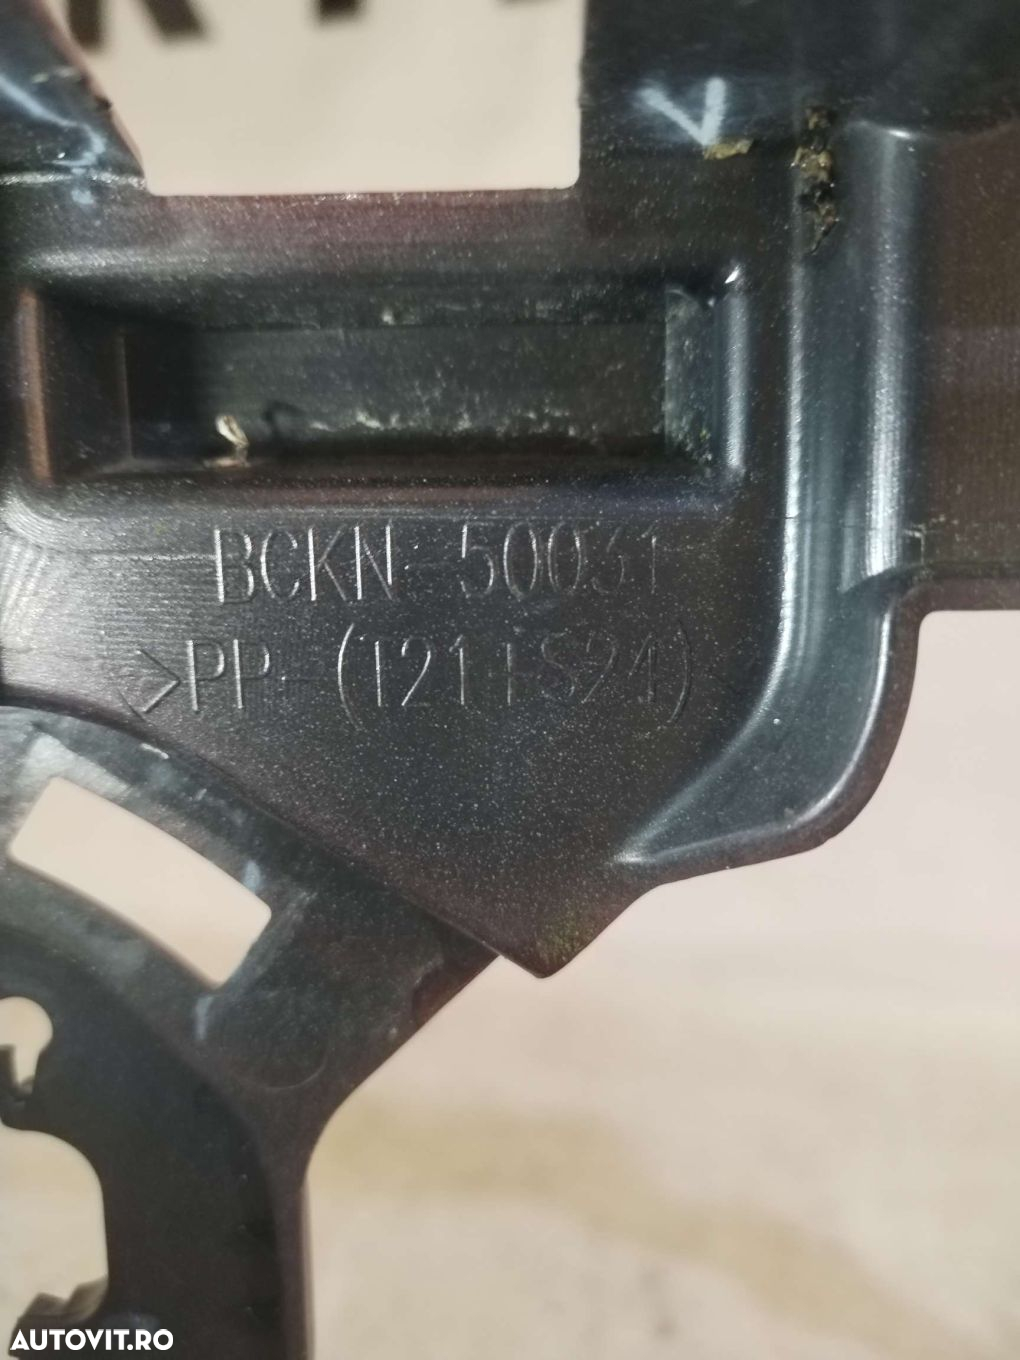 BCKN-50031
>PP-(T21+S24)<
AUTOVIT.RO